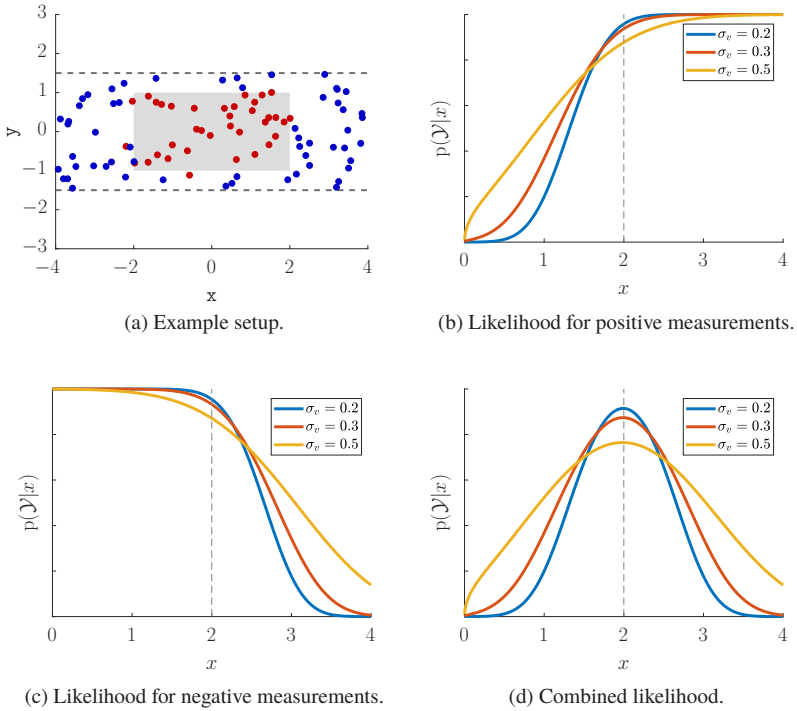 3
2
1
0
−1
−2
−3
y
−4 −2 0 2 4
x
(a) Example setup.
σv = 0.2
σv = 0.3
σv = 0.5
p(𝒴|x)
0 1 2 3 4
x
(b) Likelihood for positive measurements.
σv = 0.2
σv = 0.3
σv = 0.5
p(𝒴|x)
0 1 2 3 4
x
(c) Likelihood for negative measurements.
σv = 0.2
σv = 0.3
σv = 0.5
p(𝒴|x)
0 1 2 3 4
x
(d) Combined likelihood.